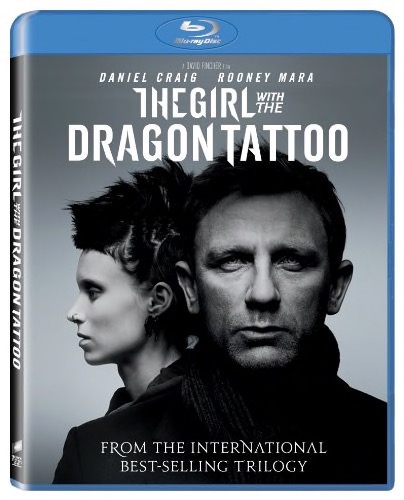 Blu-ray Disc
A DAVID FINCHER FILM
DANIEL CRAIG ROONEY MARA
THE GIRL WITH THE
DRAGON TATTOO
FROM THE INTERNATIONAL
BEST-SELLING TRILOGY
THE GIRL WITH THE DRAGON TATTOO